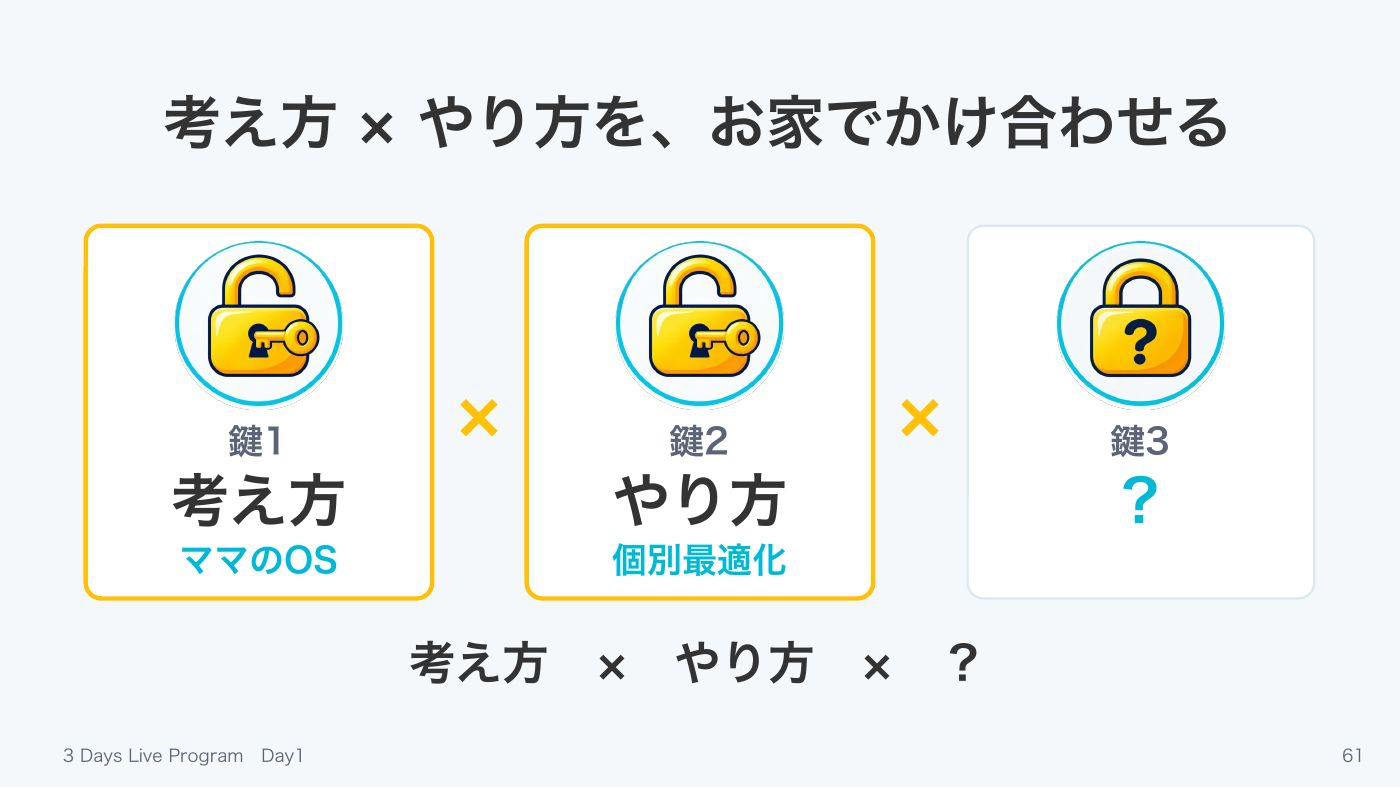 考え方 × やり方を、お家でかけ合わせる
?
鍵1
考え方
ママのOS
×
鍵2
やり方
個別最適化
×
鍵3
？
考え方　×　やり方　×　？
3 Days Live Program　Day1
61